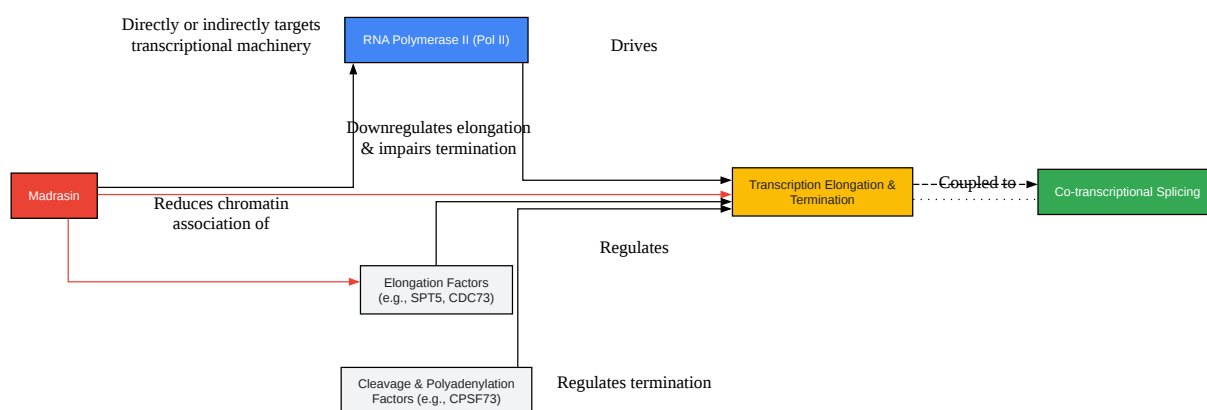 Directly or indirectly targets
transcriptional machinery
RNA Polymerase II (Pol II)
Drives
Downregulates elongation
& impairs termination
Madrasin
Reduces chromatin
association of
Transcription Elongation &
Termination
Coupled to
Co-transcriptional Splicing
Regulates
Elongation Factors
(e.g., SPT5, CDC73)
Cleavage & Polyadenylation
Factors (e.g., CPSF73)
Regulates termination